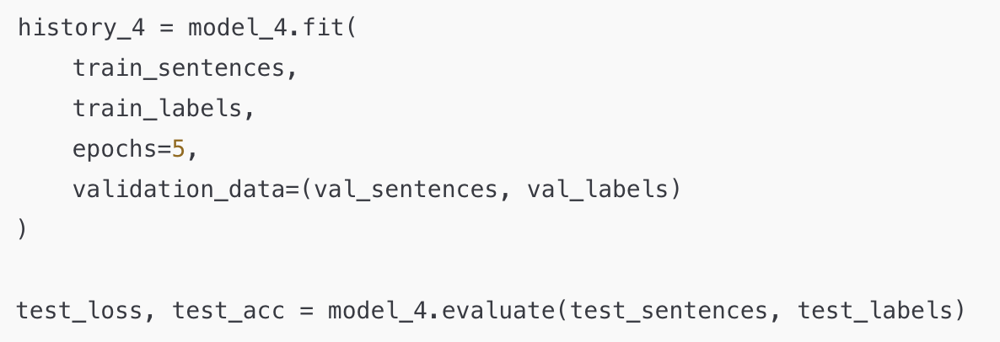 history_4 = model_4.fit(
    train_sentences,
    train_labels,
    epochs=5,
    validation_data=(val_sentences, val_labels)
)
test_loss, test_acc = model_4.evaluate(test_sentences, test_labels)